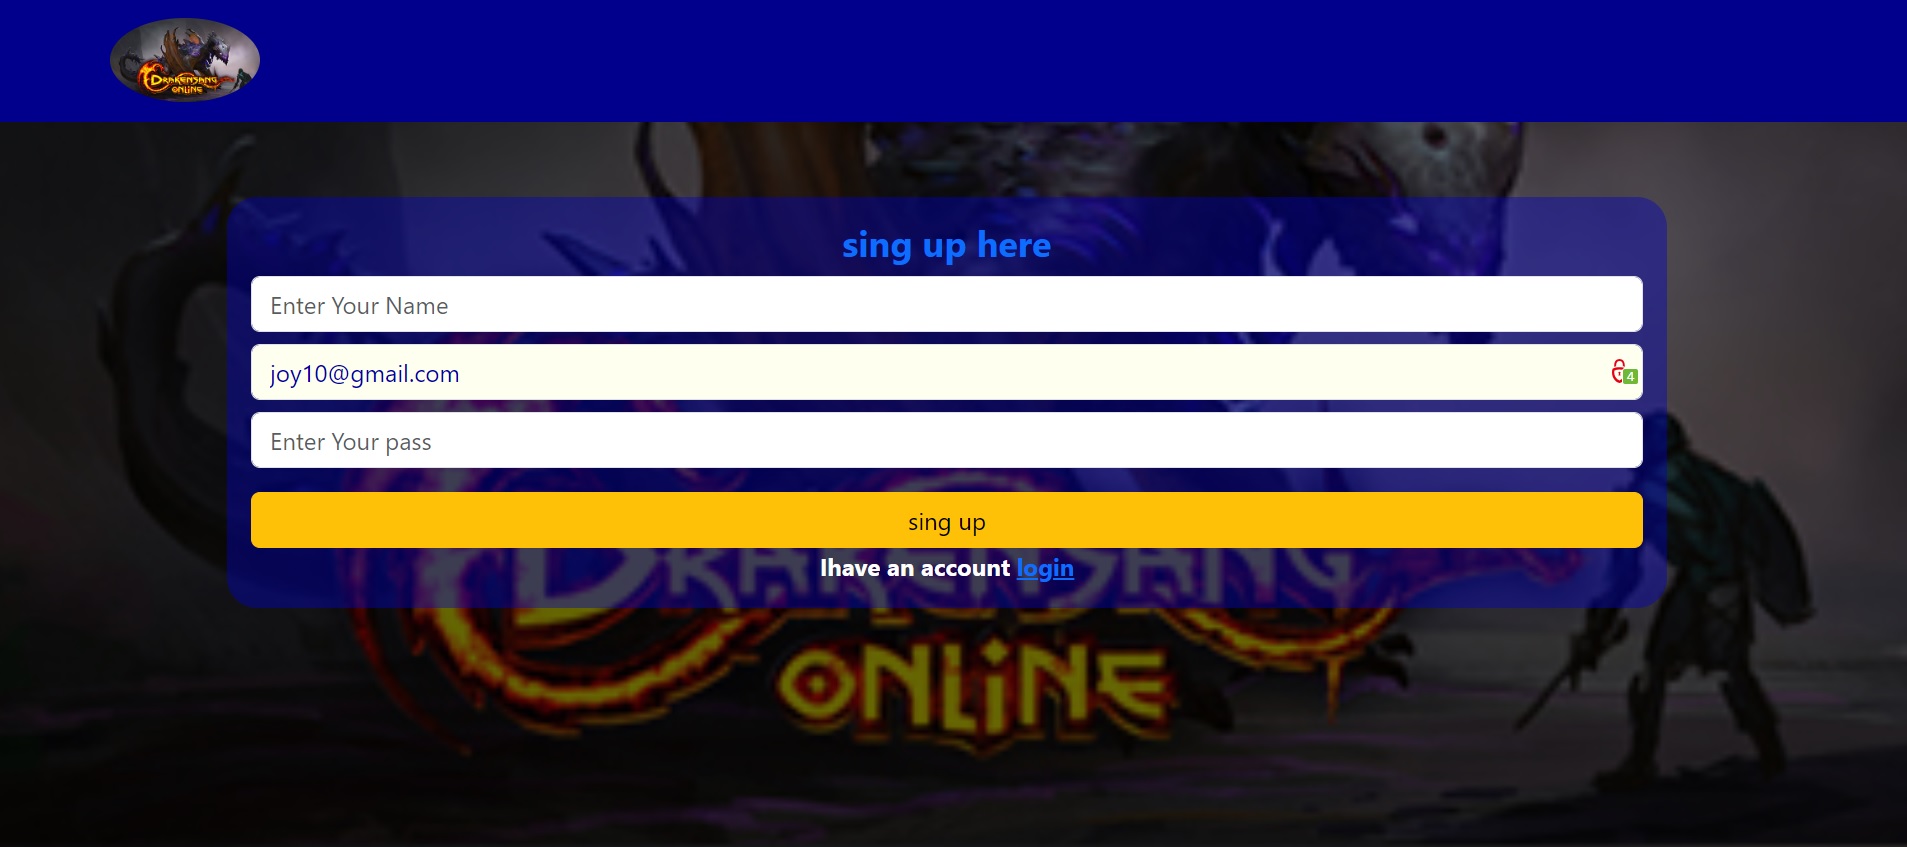 DRAKENSANG
ONLINE
sing up here
Enter Your Name
joy10@gmail.com
4
Enter Your pass
sing up
Ihave an account login
DRAKENSANG
ONLINE